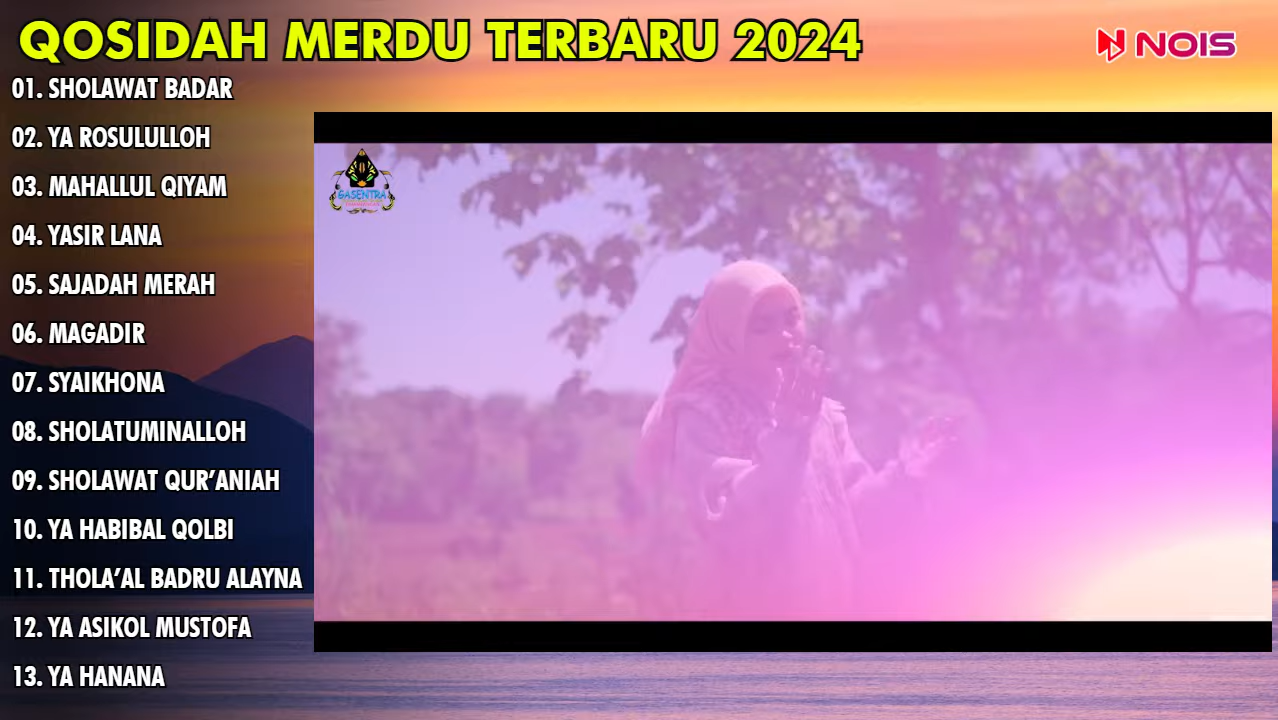 QOSIDAH MERDU TERBARU 2024
NOIS
01. SHOLAWAT BADAR
02. YA ROSULULLOH
03. MAHALLUL QIYAM
04. YASIR LANA
05. SAJADAH MERAH
06. MAGADIR
07. SYAIKHONA
08. SHOLATUMINALLOH
09. SHOLAWAT QUR’ANIAH
10. YA HABIBAL QOLBI
11. THOLA’AL BADRU ALAYNA
12. YA ASIKOL MUSTOFA
13. YA HANANA
GASENTRA